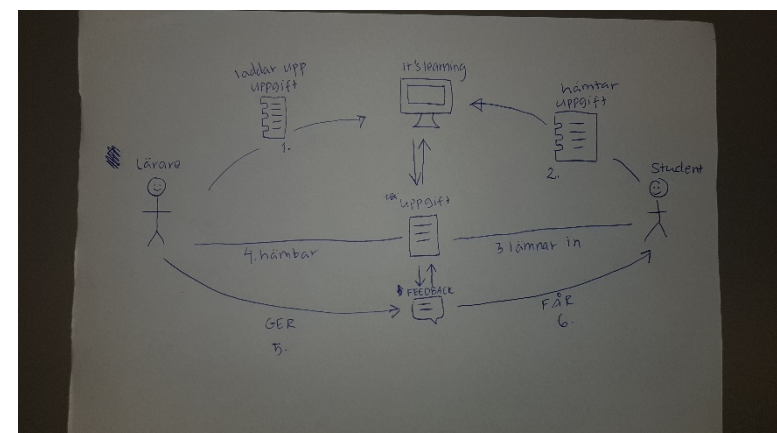 laddar upp
uppgift
it's learning
hämtar
uppgift
1.
2.
Lärare
Student
uppgift
4. hämtar
3 lämnar in
FEEDBACK
GER
5.
FÅR
6.